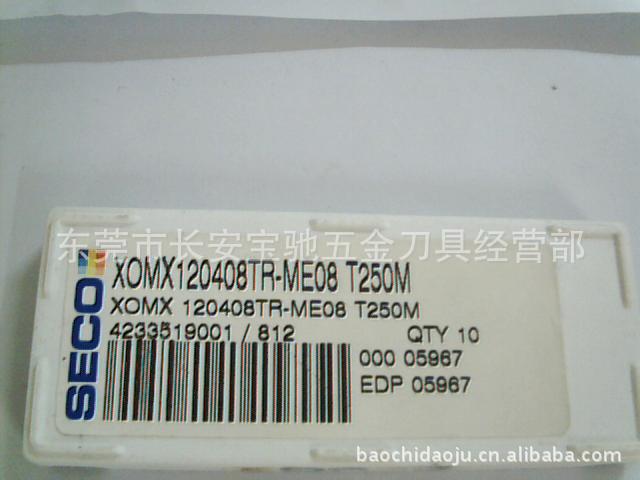 东莞市长安宝驰五金刀具经营部
SECO
XOMX120408TR-ME08 T250M
XOMX 120408TR-ME08 T250M
4233519001 / 812 QTY 10
000 05967
EDP 05967
baochidaoju.cn.alibaba.com